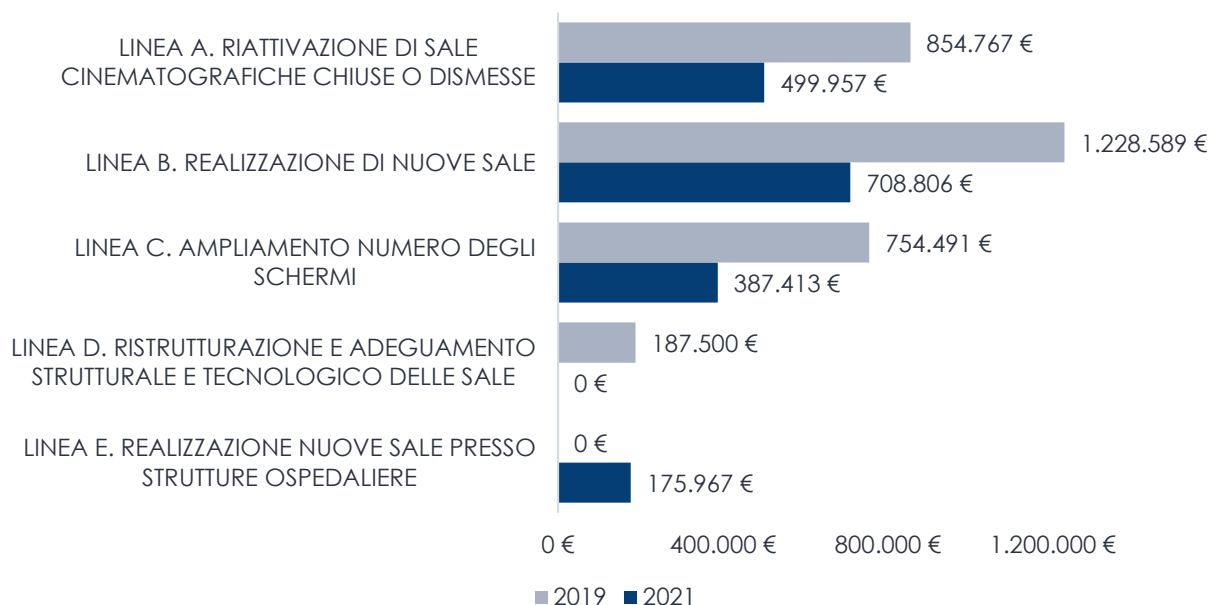 LINEA A. RIATTIVAZIONE DI SALE
CINEMATOGRAFICHE CHIUSE O DISMESSE
854.767 €
499.957 €
LINEA B. REALIZZAZIONE DI NUOVE SALE
1.228.589 €
708.806 €
LINEA C. AMPLIAMENTO NUMERO DEGLI
SCHERMI
754.491 €
387.413 €
LINEA D. RISTRUTTURAZIONE E ADEGUAMENTO
STRUTTURALE E TECNOLOGICO DELLE SALE
187.500 €
0 €
LINEA E. REALIZZAZIONE NUOVE SALE PRESSO
STRUTTURE OSPEDALIERE
0 €
175.967 €
0 € 400.000 € 800.000 € 1.200.000 €
2019 2021